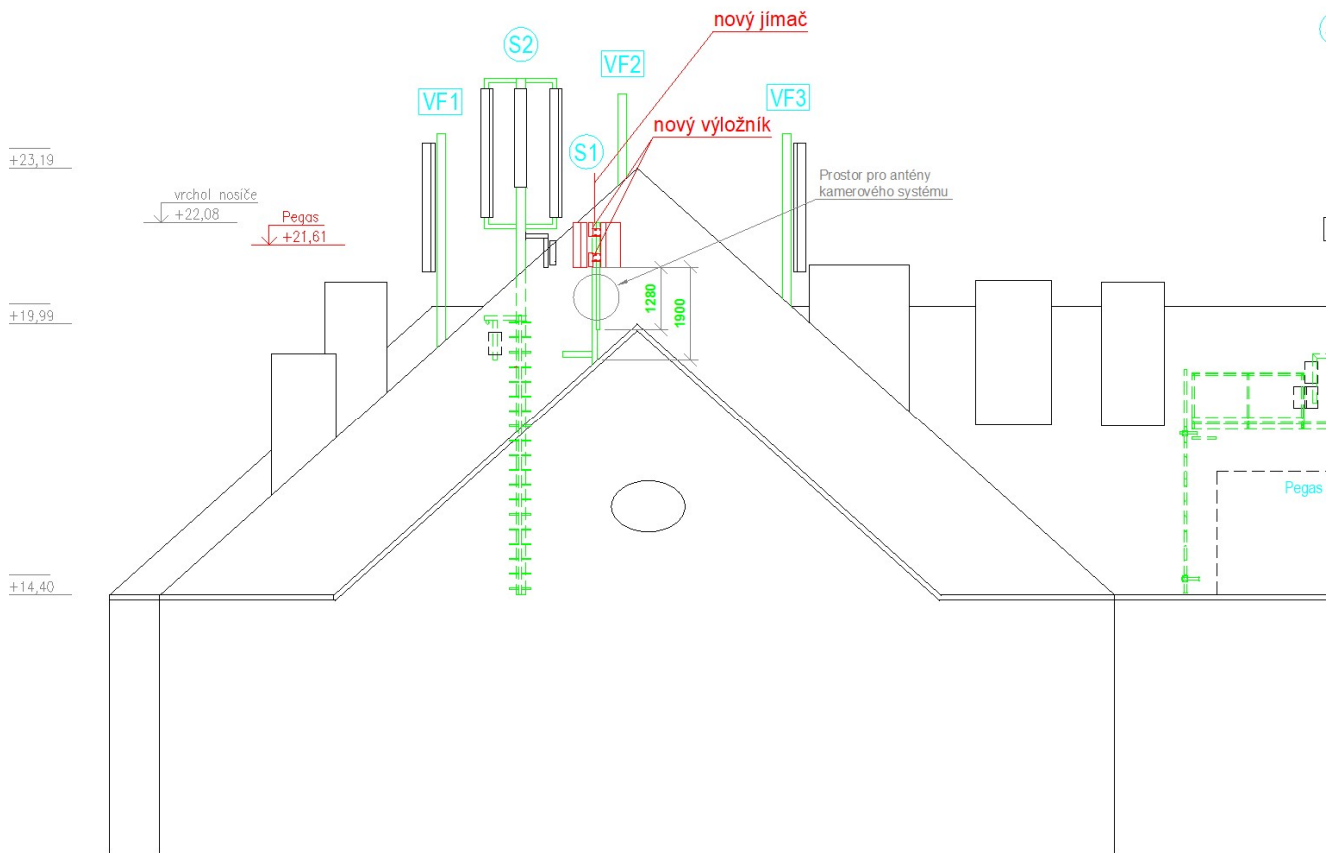 nový jímač
S2
VF2
VF1
VF3
nový výložník
S1
+23,19
Prostor pro antény
kamerového systému
vrchol nosiče
+22,08
Pegas
+21,61
1280
1900
+19,99
Pegas
+14,40